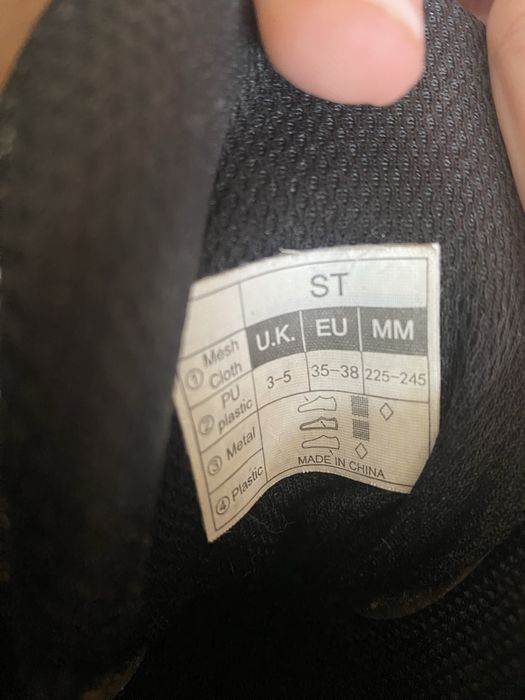 ST
U.K. EU MM
3-5 35-38 225-245
① Mesh Cloth
② PU plastic
③ Metal
④ Plastic
MADE IN CHINA